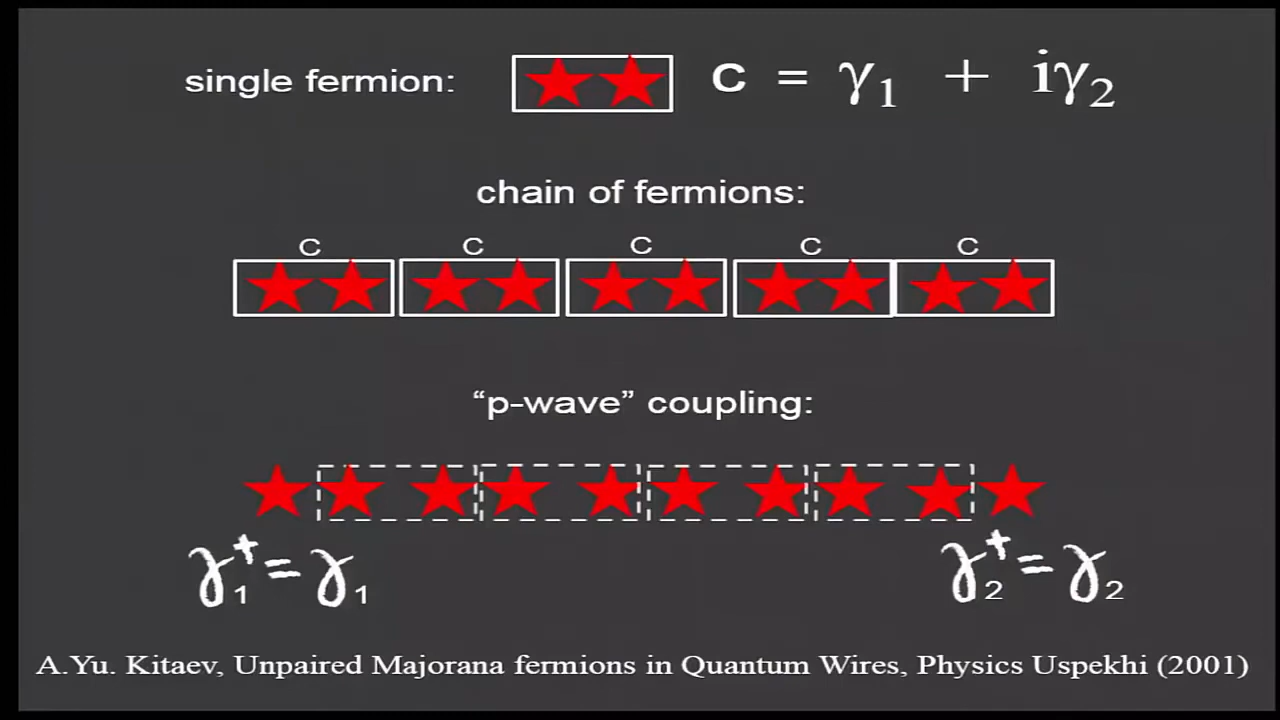 single fermion: C = γ₁ + iγ₂
chain of fermions:
C C C C C
“p-wave” coupling:
γ₁† = γ₁ γ₂† = γ₂
A.Yu. Kitaev, Unpaired Majorana fermions in Quantum Wires, Physics Uspekhi (2001)